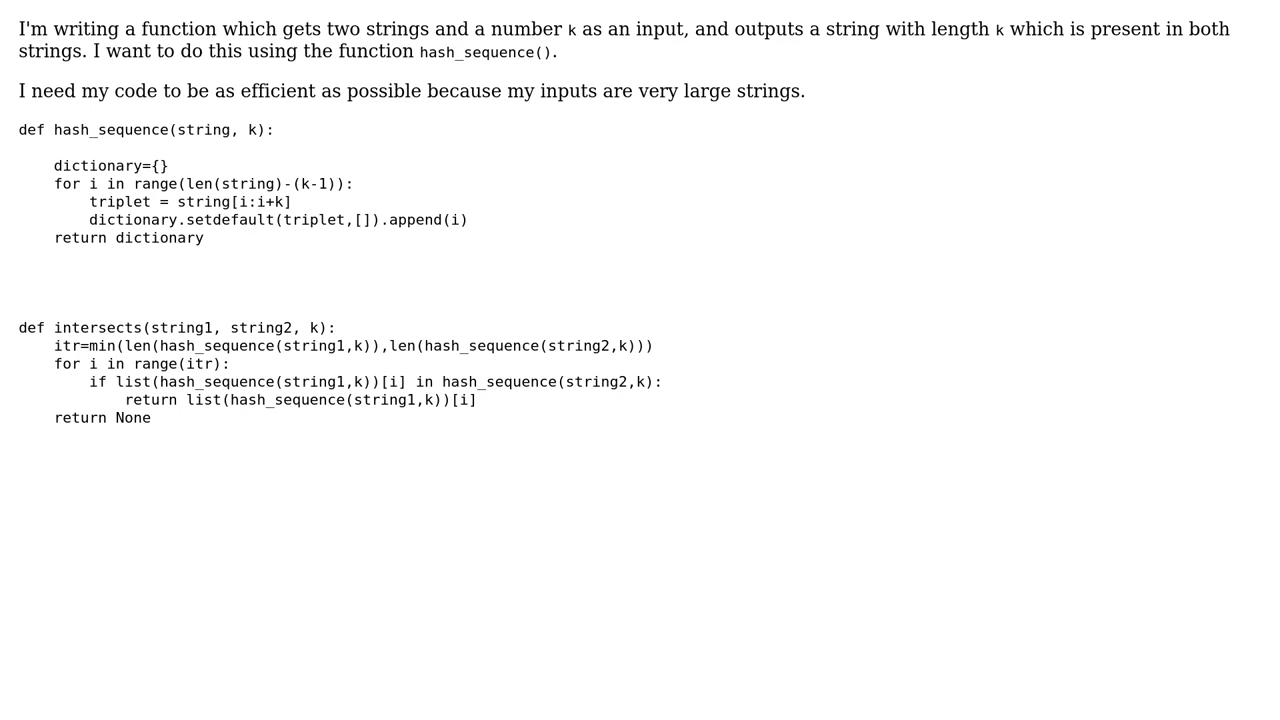 I'm writing a function which gets two strings and a number k as an input, and outputs a string with length k which is present in both
strings. I want to do this using the function hash_sequence().
I need my code to be as efficient as possible because my inputs are very large strings.
def hash_sequence(string, k):
    dictionary={}
    for i in range(len(string)-(k-1)):
        triplet = string[i:i+k]
        dictionary.setdefault(triplet,[]).append(i)
    return dictionary
def intersects(string1, string2, k):
    itr=min(len(hash_sequence(string1,k)),len(hash_sequence(string2,k)))
    for i in range(itr):
        if list(hash_sequence(string1,k))[i] in hash_sequence(string2,k):
            return list(hash_sequence(string1,k))[i]
    return None